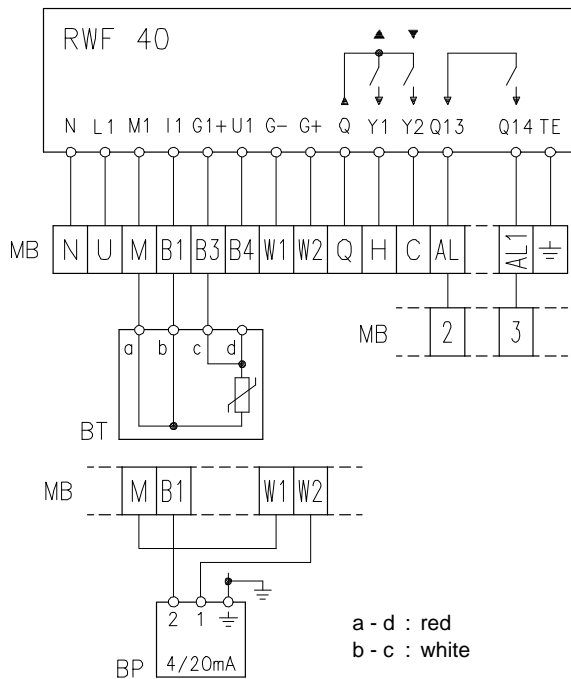 RWF 40
N L1 M1 I1 G1+ U1 G- G+ Q Y1 Y2 Q13 Q14 TE
MB N U M B1 B3 B4 W1 W2 Q H C AL AL1
MB 2 3
a b c d
BT
MB M B1 W1 W2
2 1
BP 4/20mA
a - d : red
b - c : white